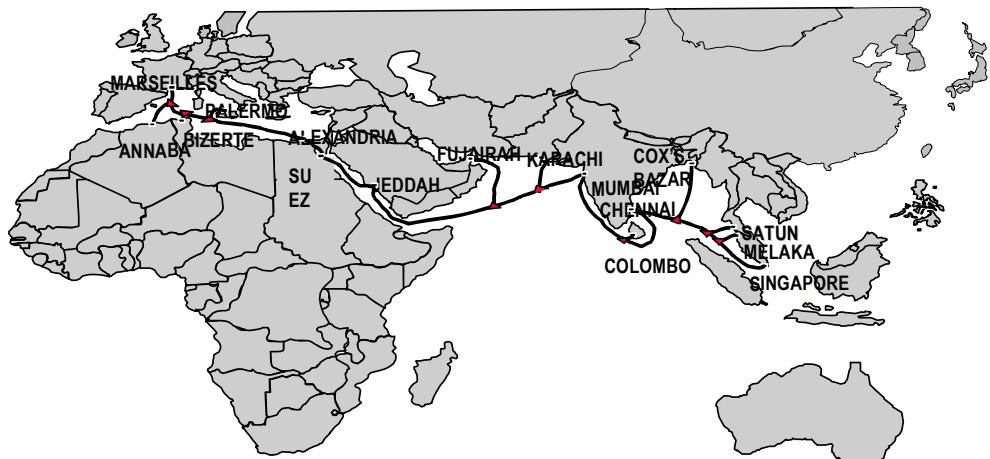 MARSEILLES
PALERMO
BIZERTE
ANNABA
ALEXANDRIA
SU
EZ
JEDDAH
FUJAIRAH
KARACHI
COX'S
BAZAR
MUMBAI
CHENNAI
COLOMBO
SATUN
MELAKA
SINGAPORE